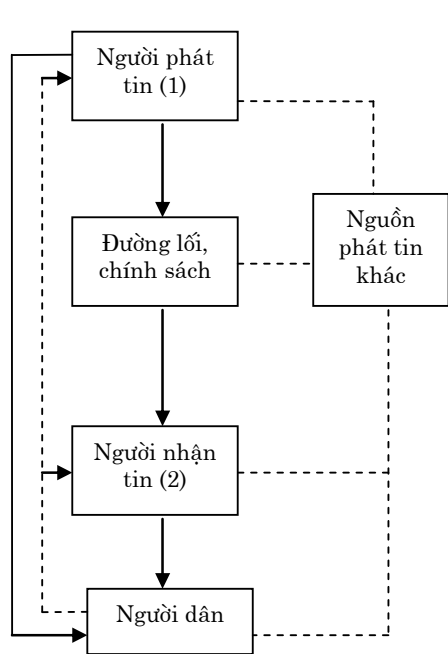 Người phát
tin (1)
Đường lối,
chính sách
Nguồn
phát tin
khác
Người nhận
tin (2)
Người dân